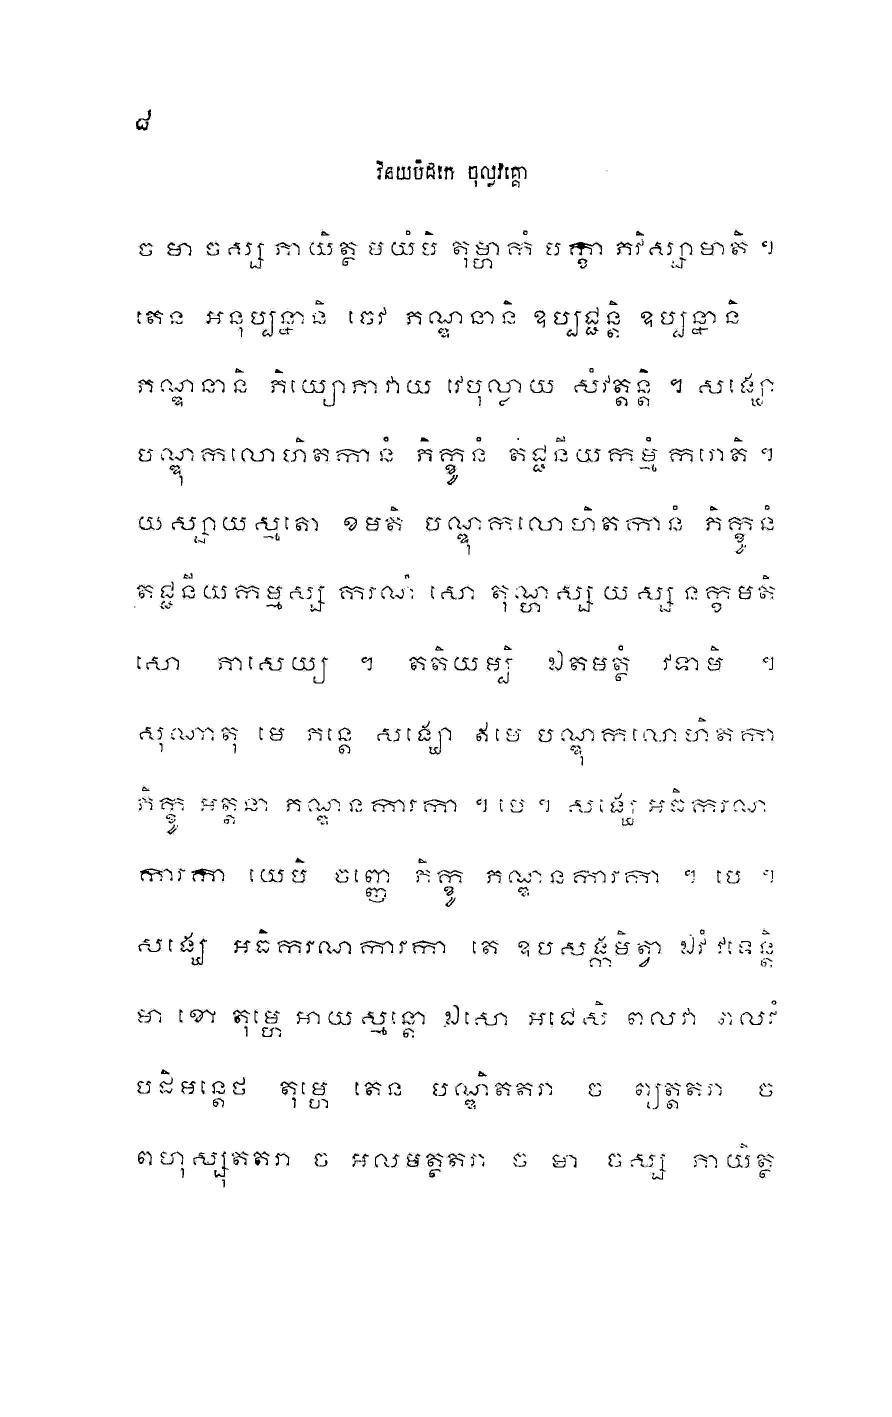 ៨
វិនយបិដកេ ចុល្លវគ្គោ
ច មា ចស្ស ភាយិត្ថ មយំបិ តុម្ហាកំ បក្ខា ភវិស្សាមាតិ ។
តេន អនុប្បន្នានិ ចេវ ភណ្ឌនានិ ឧប្បជ្ជន្តិ ឧប្បន្នានិ
ភណ្ឌនានិ ភិយ្យោភាវាយ វេបុល្លាយ សំវត្តន្តិ ។ សង្ឃោ
បណ្ឌុកលោហិតកានំ ភិក្ខូនំ តជ្ជនីយកម្មំ ករោតិ ។
យស្សាយស្មតោ ខមតិ បណ្ឌុកលោហិតកានំ ភិក្ខូនំ
តជ្ជនីយកម្មស្ស ករណំ សោ តុណ្ហស្ស យស្ស នក្ខមតិ
សោ ភាសេយ្យ ។ តតិយម្បិ ឯតមត្ថំ វទាមិ ។
សុណាតុ មេ ភន្តេ សង្ឃោ ឥមេ បណ្ឌុកលោហិតកា
ភិក្ខូ អត្តនា ភណ្ឌនការកា ។ បេ ។ សង្ឃេ អធិករណ
ការកា យេបិ ចញ្ញេ ភិក្ខូ ភណ្ឌនការកា ។ បេ ។
សង្ឃេ អធិករណការកា តេ ឧបសង្កមិត្វា ឯវំ វទេន្តិ
មា ខោ តុម្ហេ អាយស្មន្តោ ឯសោ អជេសិ ពលវា ពលវំ
បដិមន្តេថ តុម្ហេ តេន បណ្ឌិតតរា ច ព្យត្តតរា ច
ពហុស្សុតតរា ច អលមត្តតរា ច មា ចស្ស ភាយិត្ថ